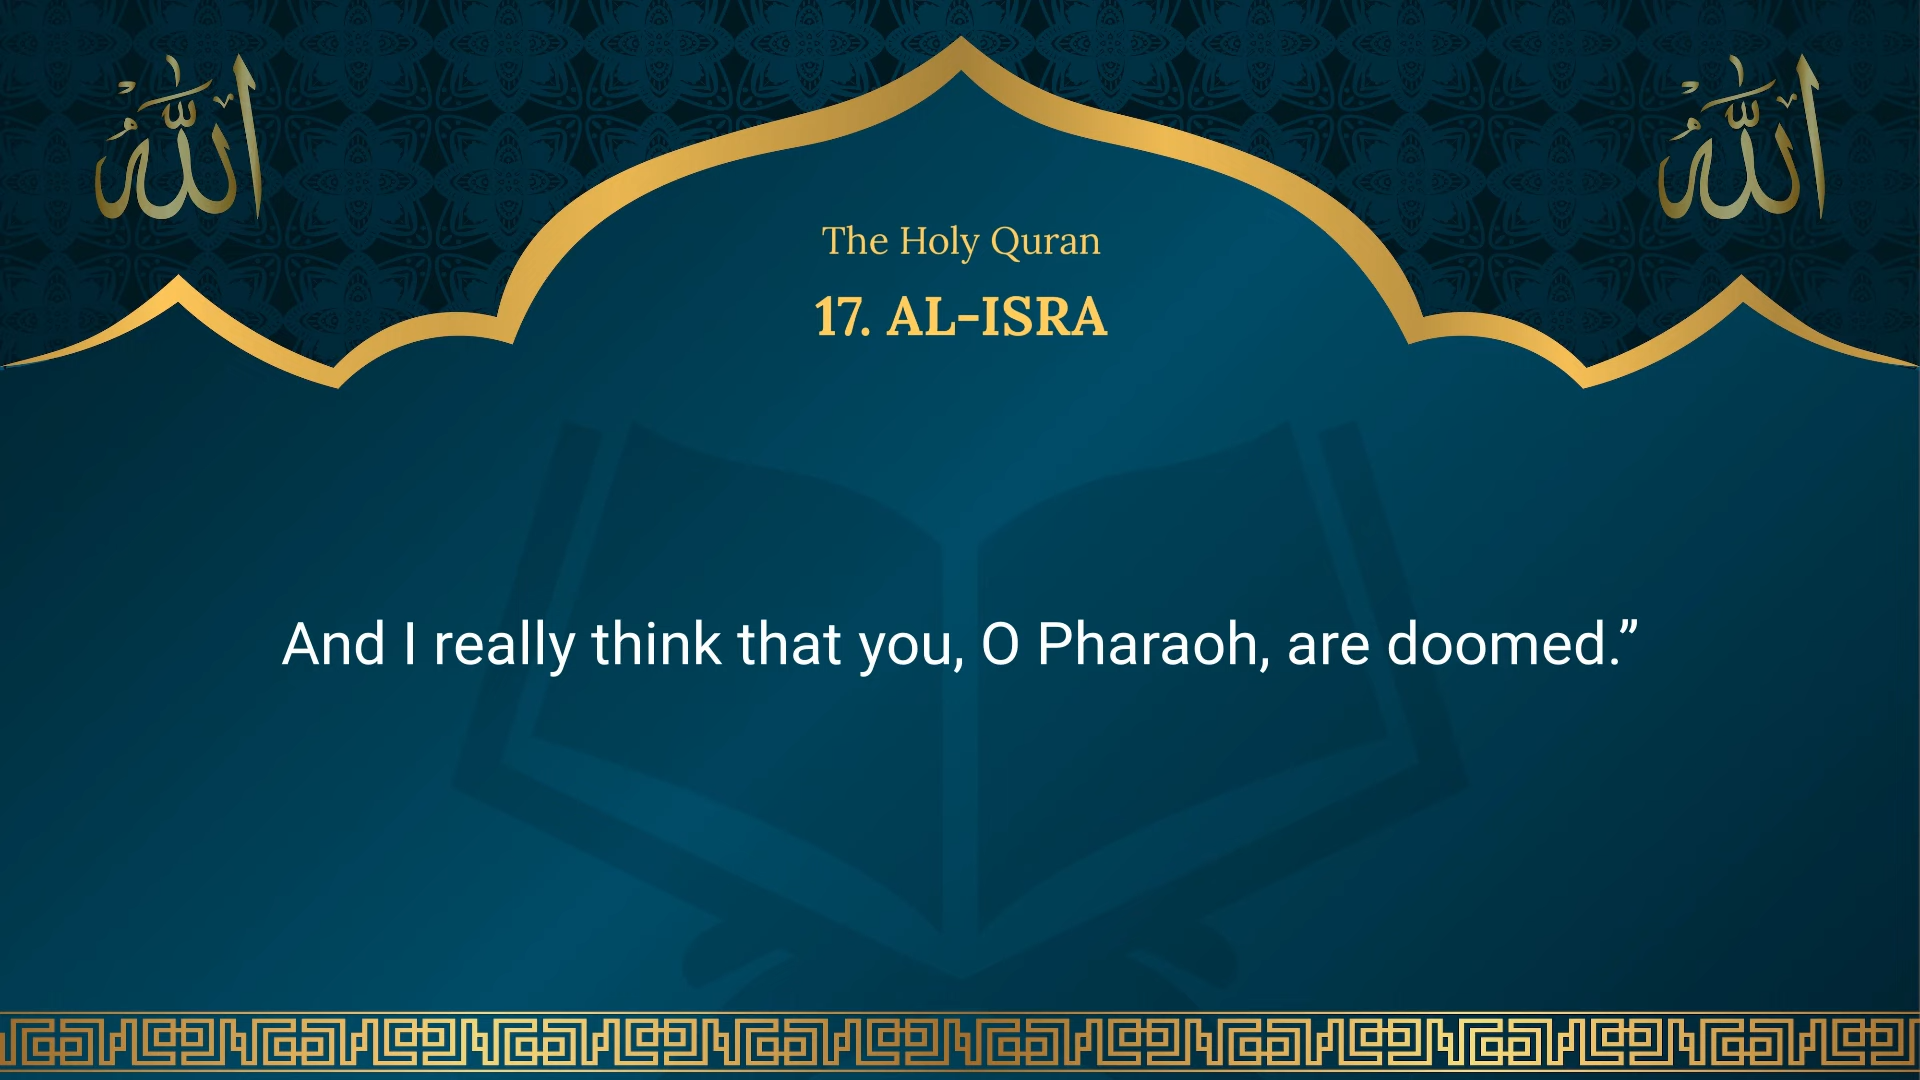 الله
الله
The Holy Quran
17. AL-ISRA
And I really think that you, O Pharaoh, are doomed.”